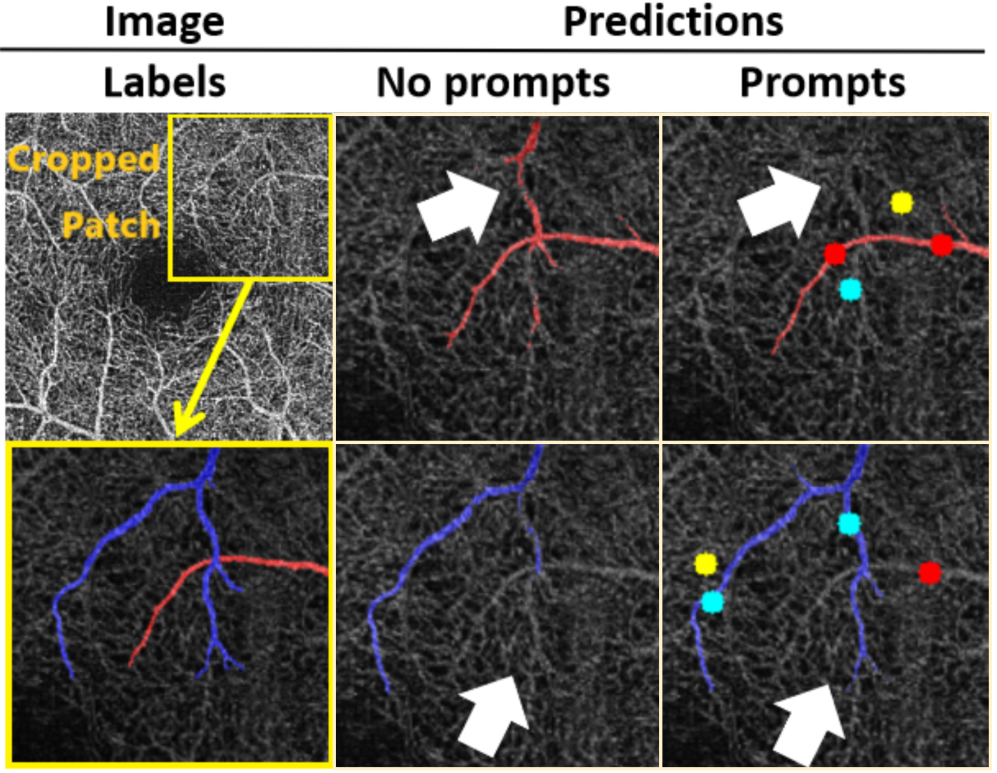 Image
Predictions
Labels
No prompts
Prompts
Cropped
Patch